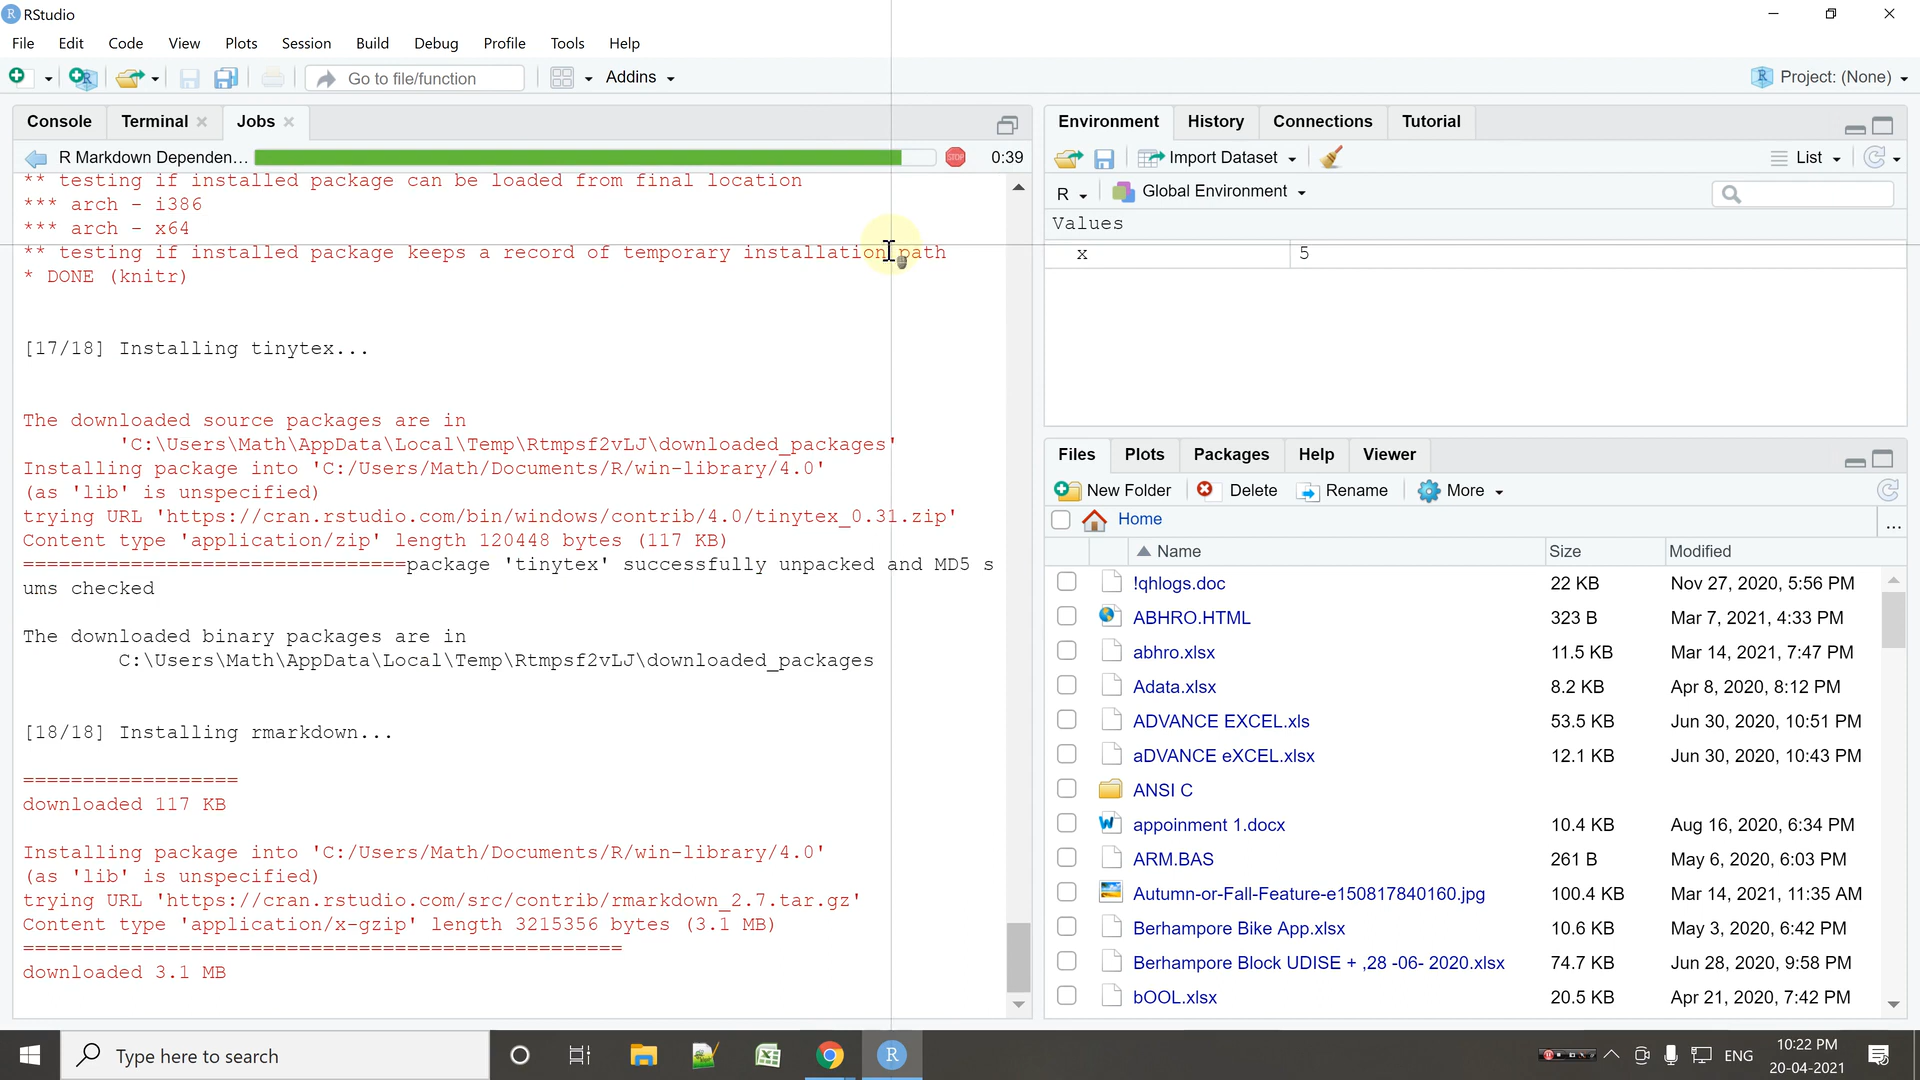 RStudio
File Edit Code View Plots Session Build Debug Profile Tools Help
Go to file/function Addins Project: (None)
Console Terminal Jobs
R Markdown Dependen... STOP 0:39
** testing if installed package can be loaded from final location
*** arch - i386
*** arch - x64
** testing if installed package keeps a record of temporary installation path
* DONE (knitr)
[17/18] Installing tinytex...
The downloaded source packages are in
'C:\Users\Math\AppData\Local\Temp\Rtmpsf2vLJ\downloaded_packages'
Installing package into 'C:/Users/Math/Documents/R/win-library/4.0'
(as 'lib' is unspecified)
trying URL 'https://cran.rstudio.com/bin/windows/contrib/4.0/tinytex_0.31.zip'
Content type 'application/zip' length 120448 bytes (117 KB)
================================package 'tinytex' successfully unpacked and MD5 s
ums checked
The downloaded binary packages are in
C:\Users\Math\AppData\Local\Temp\Rtmpsf2vLJ\downloaded_packages
[18/18] Installing rmarkdown...
==================
downloaded 117 KB
Installing package into 'C:/Users/Math/Documents/R/win-library/4.0'
(as 'lib' is unspecified)
trying URL 'https://cran.rstudio.com/src/contrib/rmarkdown_2.7.tar.gz'
Content type 'application/x-gzip' length 3215356 bytes (3.1 MB)
==================================================
downloaded 3.1 MB
Environment History Connections Tutorial
Import Dataset List
R Global Environment
Values
x 5
Files Plots Packages Help Viewer
New Folder Delete Rename More
Home ...
Name Size Modified
!qhlogs.doc 22 KB Nov 27, 2020, 5:56 PM
ABHRO.HTML 323 B Mar 7, 2021, 4:33 PM
abhro.xlsx 11.5 KB Mar 14, 2021, 7:47 PM
Adata.xlsx 8.2 KB Apr 8, 2020, 8:12 PM
ADVANCE EXCEL.xls 53.5 KB Jun 30, 2020, 10:51 PM
aDVANCE eXCEL.xlsx 12.1 KB Jun 30, 2020, 10:43 PM
ANSI C
appoinment 1.docx 10.4 KB Aug 16, 2020, 6:34 PM
ARM.BAS 261 B May 6, 2020, 6:03 PM
Autumn-or-Fall-Feature-e150817840160.jpg 100.4 KB Mar 14, 2021, 11:35 AM
Berhampore Bike App.xlsx 10.6 KB May 3, 2020, 6:42 PM
Berhampore Block UDISE + ,28 -06- 2020.xlsx 74.7 KB Jun 28, 2020, 9:58 PM
bOOL.xlsx 20.5 KB Apr 21, 2020, 7:42 PM
Type here to search
ENG
10:22 PM
20-04-2021